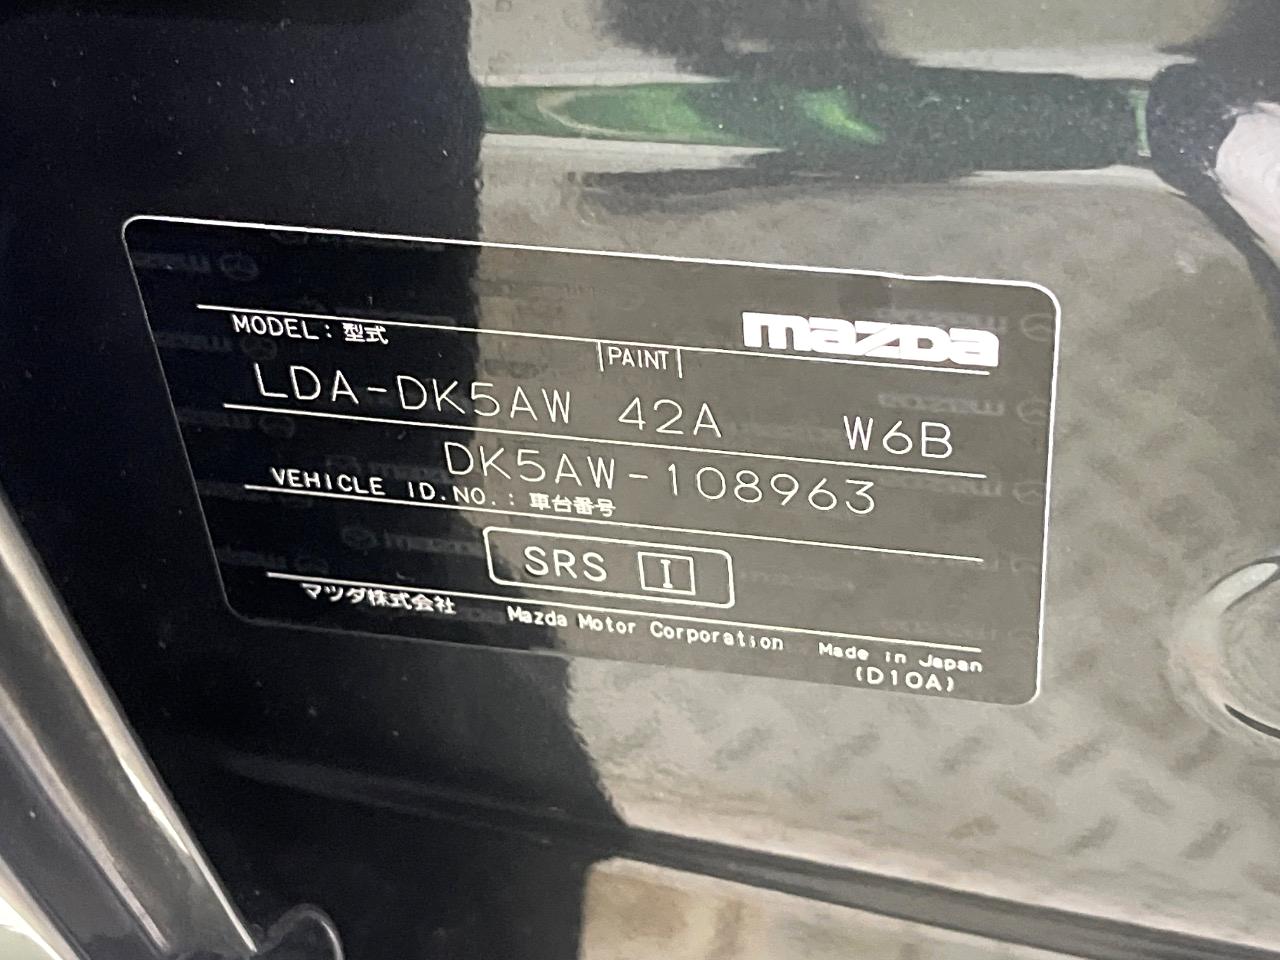 mazda
MODEL: 型式
PAINT
LDA-DK5AW 42A W6B
DK5AW-108963
VEHICLE ID.NO.: 車台番号
SRS I
マツダ株式会社 Mazda Motor Corporation Made in Japan
(D10A)